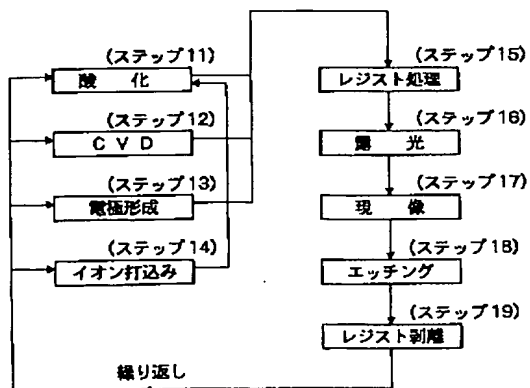 (ステップ11)
酸 化
(ステップ12)
C V D
(ステップ13)
電極形成
(ステップ14)
イオン打込み
(ステップ15)
レジスト処理
(ステップ16)
露 光
(ステップ17)
現 像
(ステップ18)
エッチング
(ステップ19)
レジスト剥離
繰り返し